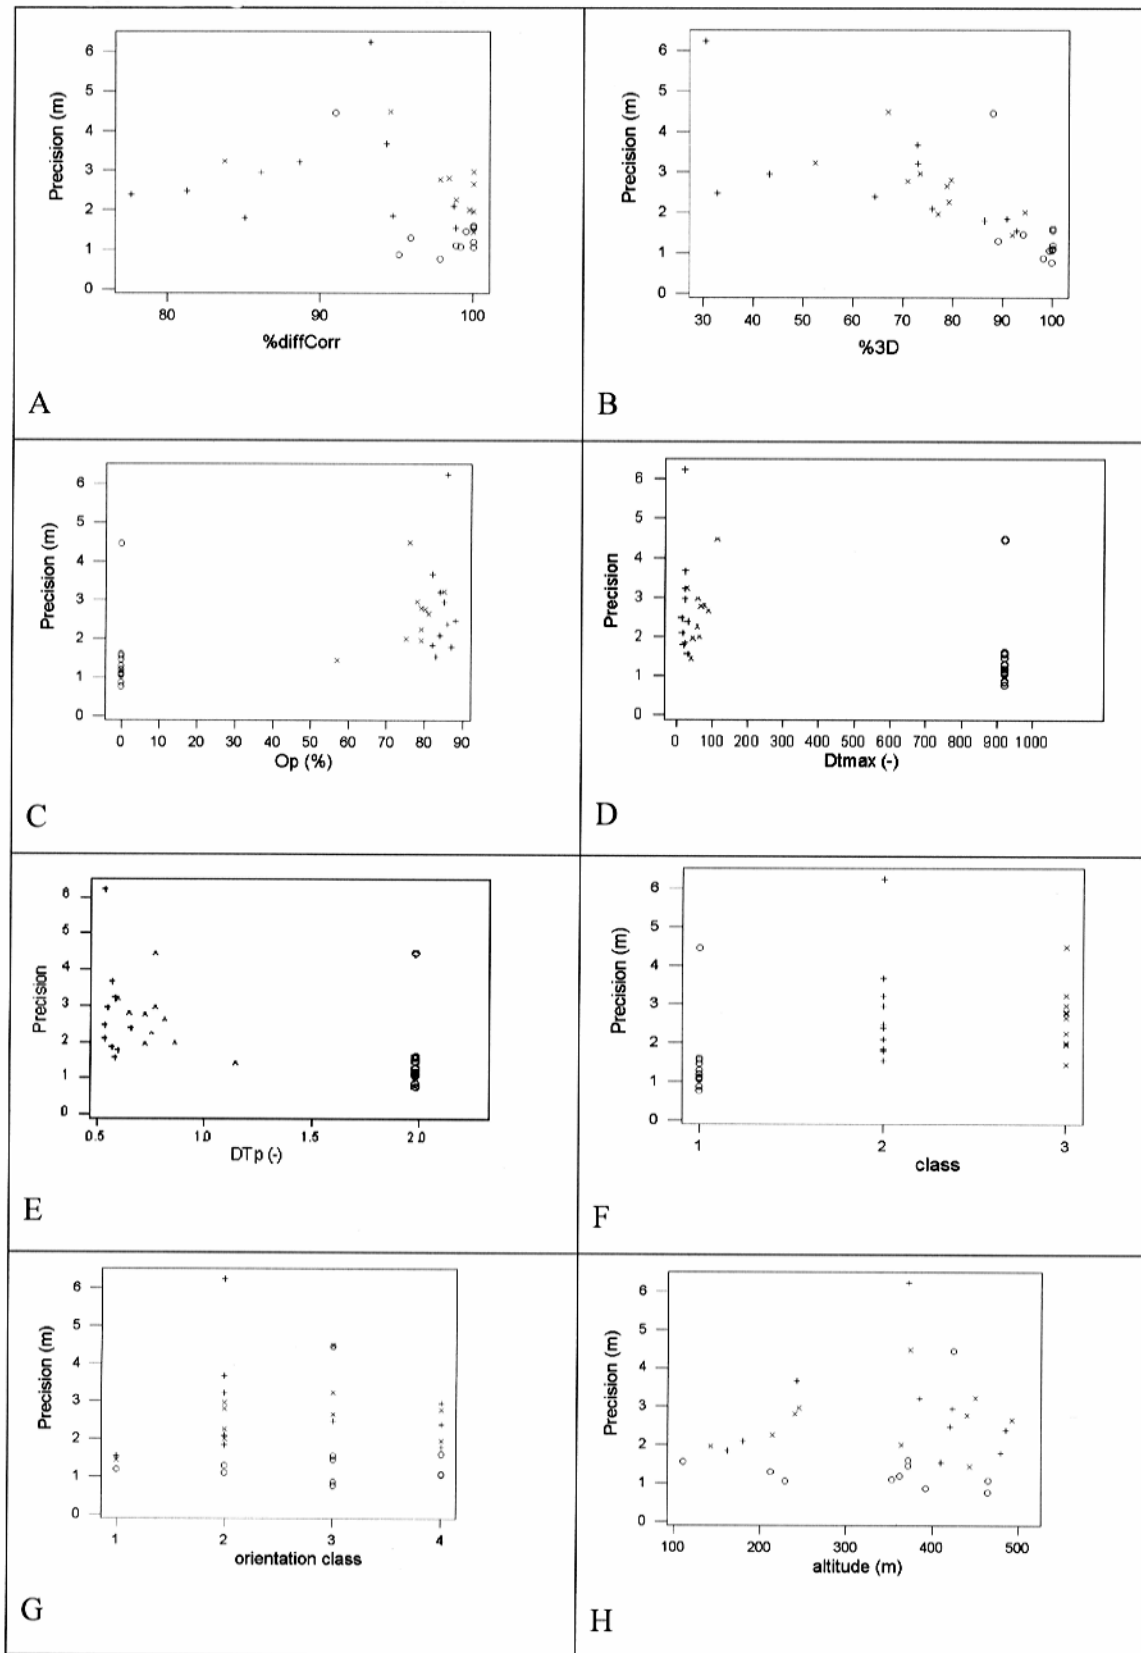 6
5
4
3
2
1
0
Precision (m)
80 90 100
%diffCorr
A
6
5
4
3
2
1
0
Precision (m)
30 40 50 60 70 80 90 100
%3D
B
6
5
4
3
2
1
0
Precision (m)
0 10 20 30 40 50 60 70 80 90
Op (%)
C
6
5
4
3
2
1
0
Precision
0 100 200 300 400 500 600 700 800 900 1000
Dtmax (-)
D
6
5
4
3
2
1
0
Precision
0.5 1.0 1.5 2.0
DTp (-)
E
6
5
4
3
2
1
0
Precision (m)
1 2 3
class
F
6
5
4
3
2
1
0
Precision (m)
1 2 3 4
orientation class
G
6
5
4
3
2
1
0
Precision (m)
100 200 300 400 500
altitude (m)
H